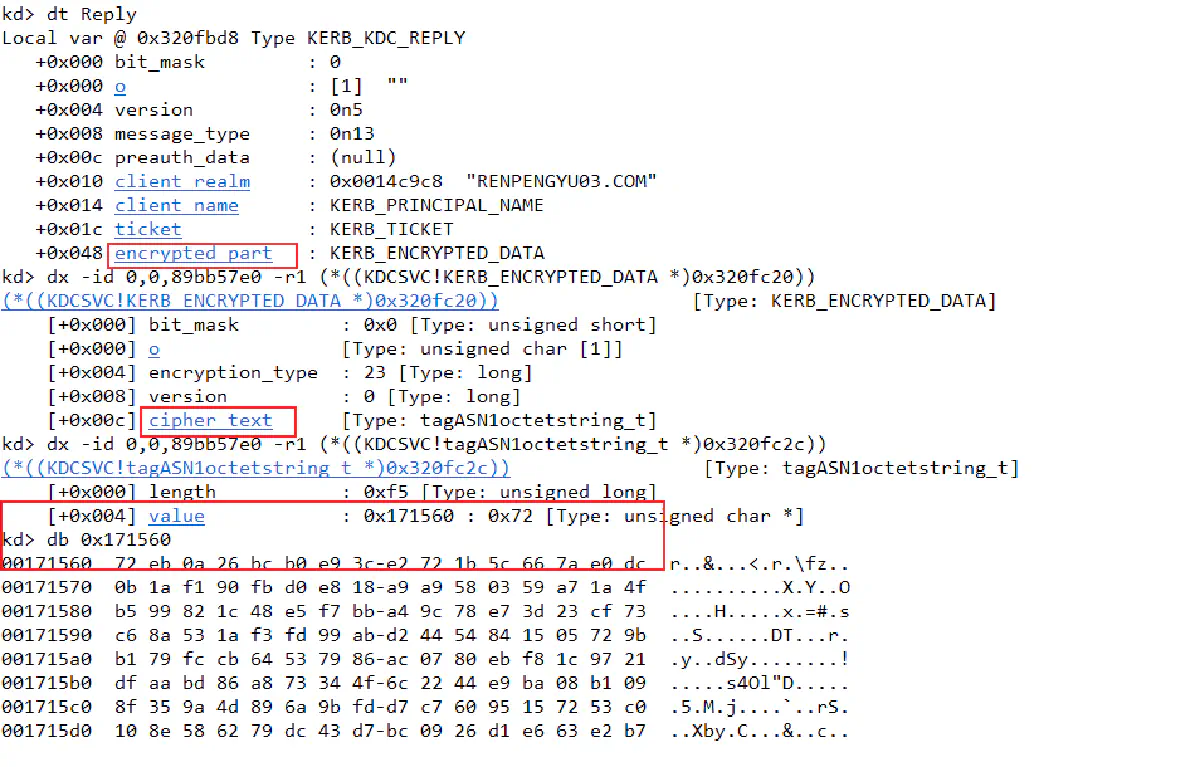 kd> dt Reply
Local var @ 0x320fbd8 Type KERB_KDC_REPLY
   +0x000 bit_mask         : 0
   +0x000 o                : [1]  ""
   +0x004 version          : 0n5
   +0x008 message_type     : 0n13
   +0x00c preauth_data     : (null)
   +0x010 client_realm     : 0x0014c9c8  "RENPENGYU03.COM"
   +0x014 client_name      : KERB_PRINCIPAL_NAME
   +0x01c ticket           : KERB_TICKET
   +0x048 encrypted_part   : KERB_ENCRYPTED_DATA
kd> dx -id 0,0,89bb57e0 -r1 (*((KDCSVC!KERB_ENCRYPTED_DATA *)0x320fc20))
(*((KDCSVC!KERB_ENCRYPTED_DATA *)0x320fc20))                 [Type: KERB_ENCRYPTED_DATA]
    [+0x000] bit_mask         : 0x0 [Type: unsigned short]
    [+0x000] o                [Type: unsigned char [1]]
    [+0x004] encryption_type  : 23 [Type: long]
    [+0x008] version          : 0 [Type: long]
    [+0x00c] cipher_text      [Type: tagASN1octetstring_t]
kd> dx -id 0,0,89bb57e0 -r1 (*((KDCSVC!tagASN1octetstring_t *)0x320fc2c))
(*((KDCSVC!tagASN1octetstring_t *)0x320fc2c))                 [Type: tagASN1octetstring_t]
    [+0x000] length           : 0xf5 [Type: unsigned long]
    [+0x004] value            : 0x171560 : 0x72 [Type: unsigned char *]
kd> db 0x171560
00171560  72 eb 0a 26 bc b0 e9 3c-e2 72 1b 5c 66 7a e0 dc  r..&...<.r.\fz..
00171570  0b 1a f1 90 fb d0 e8 18-a9 a9 58 03 59 a7 1a 4f  ..........X.Y..O
00171580  b5 99 82 1c 48 e5 f7 bb-a4 9c 78 e7 3d 23 cf 73  ....H.....x.=#.s
00171590  c6 8a 53 1a f3 fd 99 ab-d2 44 54 84 15 05 72 9b  ..S......DT...r.
001715a0  b1 79 fc cb 64 53 79 86-ac 07 80 eb f8 1c 97 21  .y..dSy........!
001715b0  df aa bd 86 a8 73 34 4f-6c 22 44 e9 ba 08 b1 09  .....s4Ol"D.....
001715c0  8f 35 9a 4d 89 6a 9b fd-d7 c7 60 95 15 72 53 c0  .5.M.j....`..rS.
001715d0  10 8e 58 62 79 dc 43 d7-bc 09 26 d1 e6 63 e2 b7  ..Xby.C...&..c..